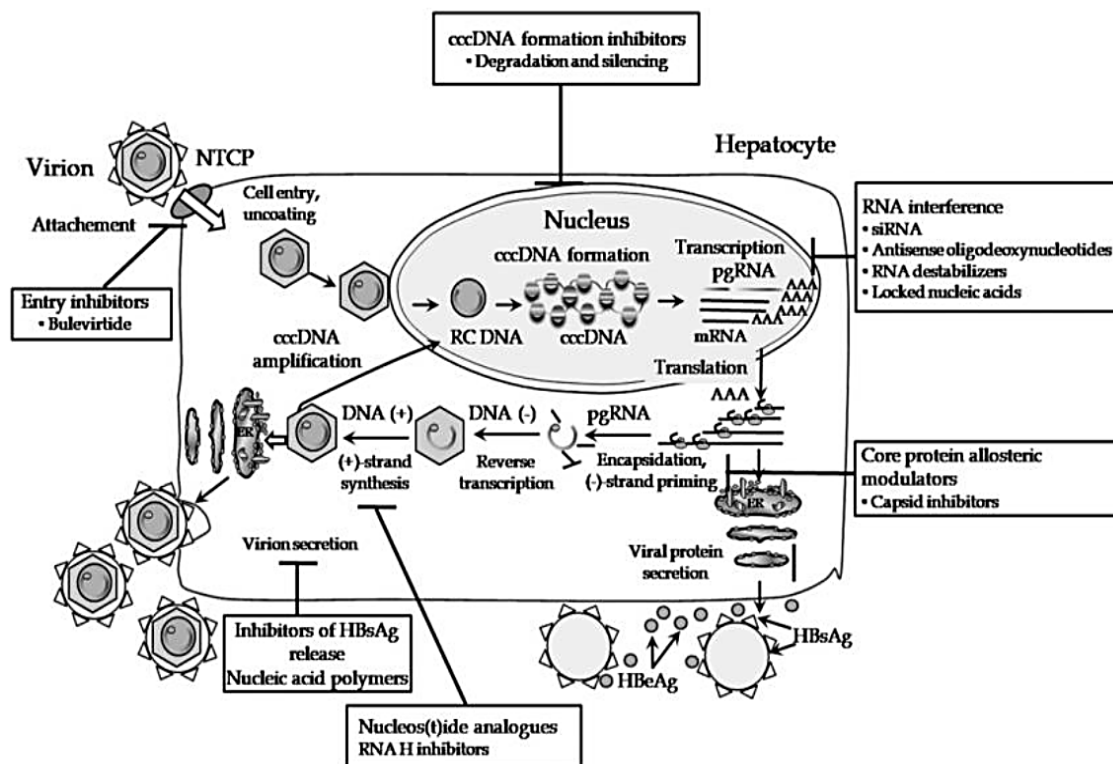 cccDNA formation inhibitors
• Degradation and silencing
Hepatocyte
Virion
NTCP
Attachement
Cell entry,
uncoating
Nucleus
cccDNA formation
Transcription
pgRNA
AAA
AAA
AAA
AAA
RC DNA
cccDNA
mRNA
RNA interference
• siRNA
• Antisense oligodeoxynucleotides
• RNA destabilizers
• Locked nucleic acids
Entry inhibitors
• Bulevirtide
cccDNA
amplification
Translation
AAA
ER
DNA (+)
DNA (-)
pgRNA
(+)-strand
synthesis
Reverse
transcription
Encapsidation,
(-)-strand priming
ER
Core protein allosteric
modulators
• Capsid inhibitors
Virion secretion
Viral protein
secretion
Inhibitors of HBsAg
release
Nucleic acid polymers
HBsAg
HBeAg
Nucleos(t)ide analogues
RNA H inhibitors